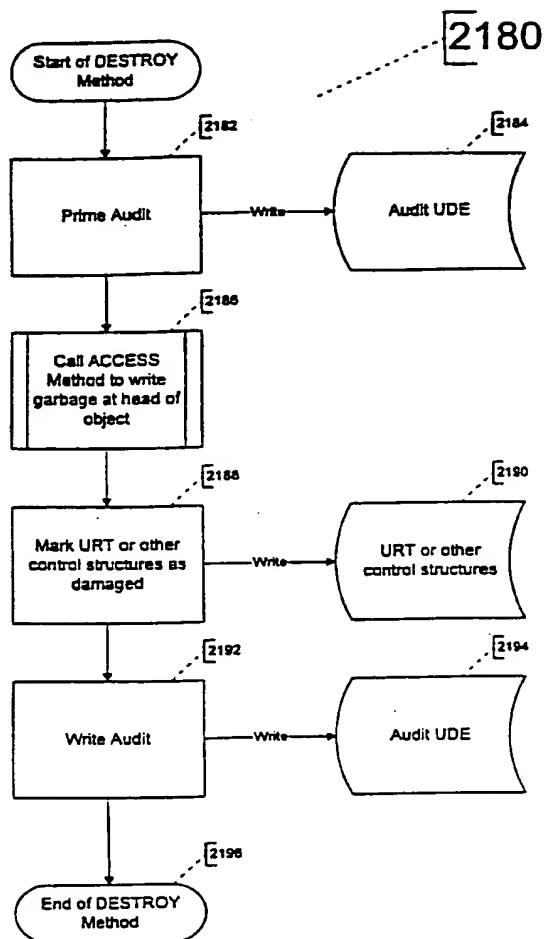 2180
Start of DESTROY
Method
2182
2184
Prime Audit
Write
Audit UDE
2186
Call ACCESS
Method to write
garbage at head of
object
2188
2190
Mark URT or other
control structures as
damaged
Write
URT or other
control structures
2192
2194
Write Audit
Write
Audit UDE
2196
End of DESTROY
Method